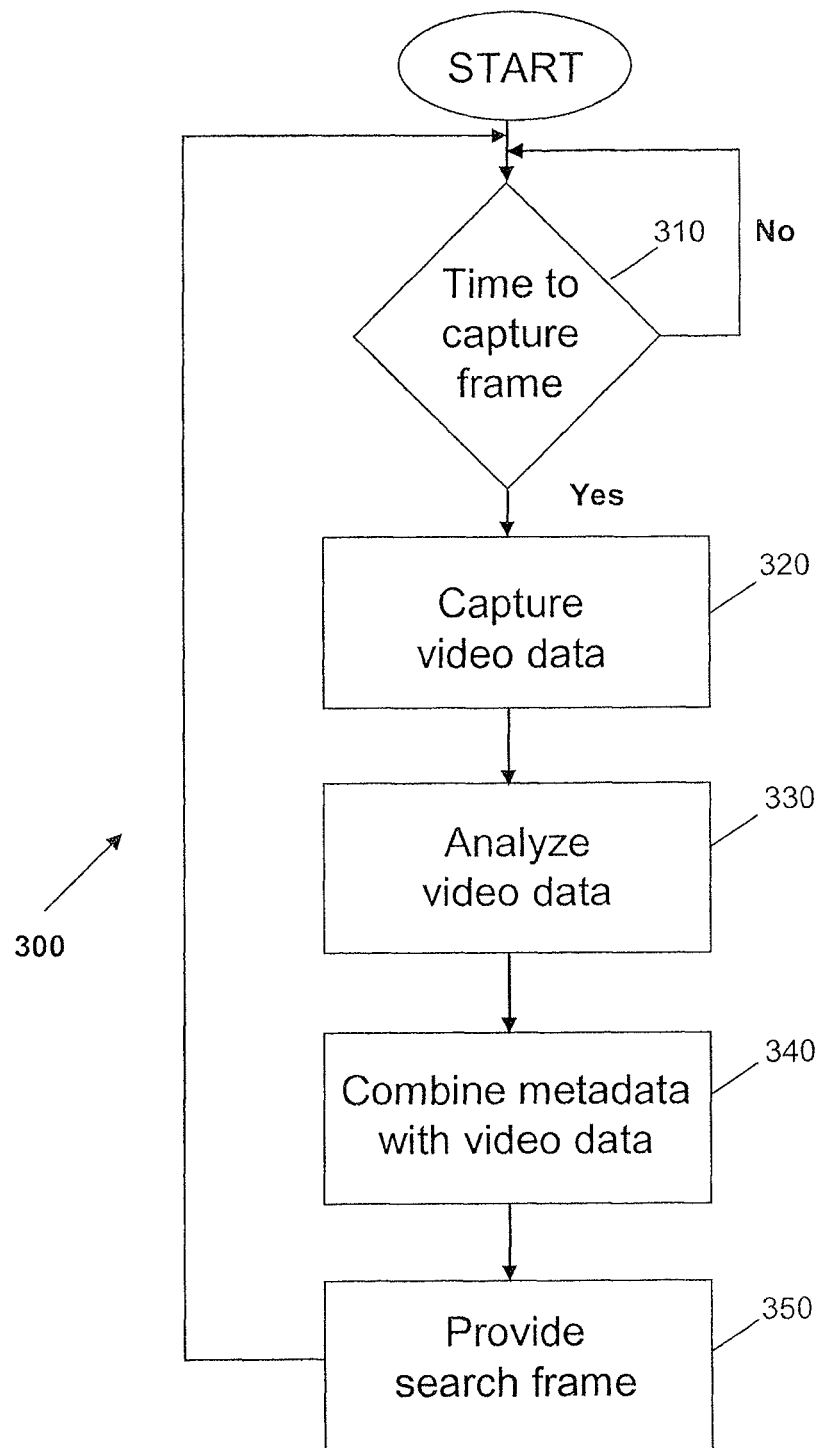 START
310
No
Time to
capture
frame
Yes
320
Capture
video data
330
Analyze
video data
300
340
Combine metadata
with video data
350
Provide
search frame